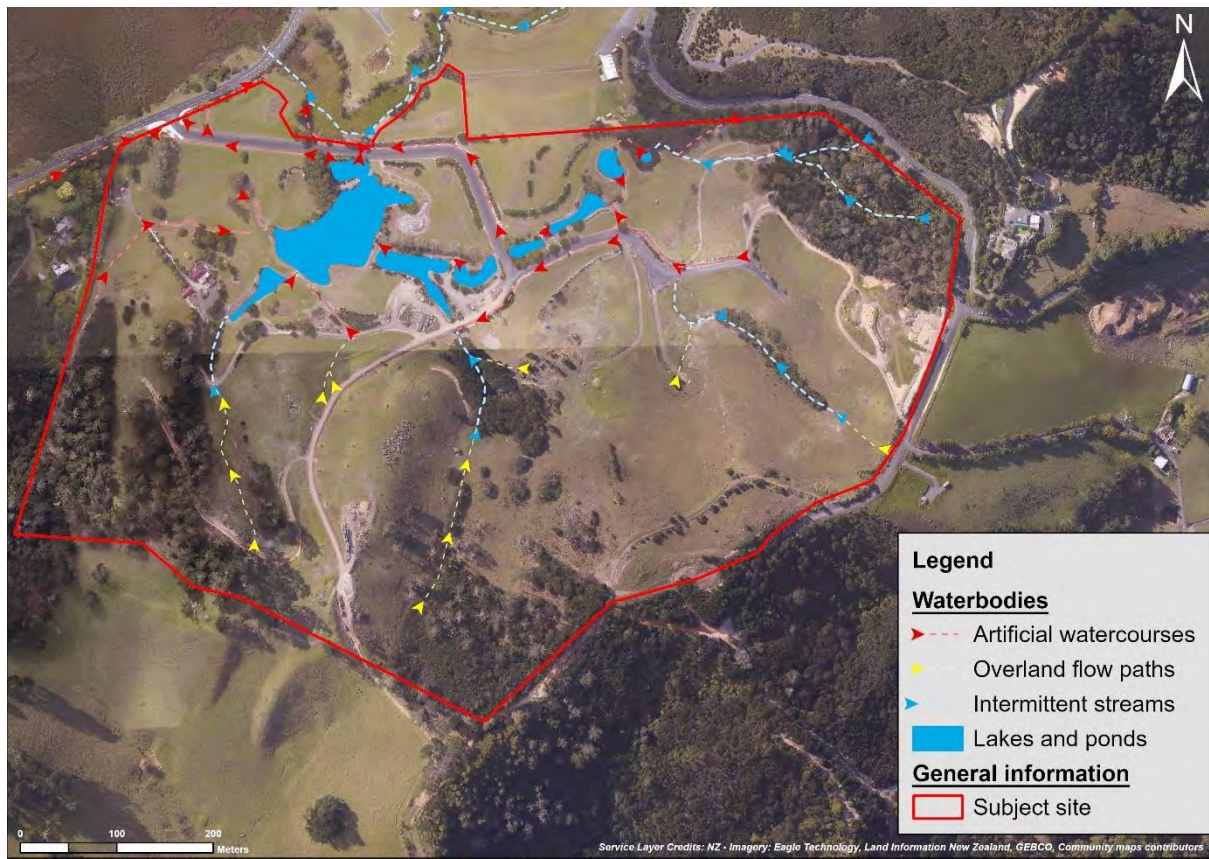 N
Legend
Waterbodies
Artificial watercourses
Overland flow paths
Intermittent streams
Lakes and ponds
General information
Subject site
0 100 200
Meters
Service Layer Credits: NZ - Imagery: Eagle Technology, Land Information New Zealand, GEBCO, Community maps contributors